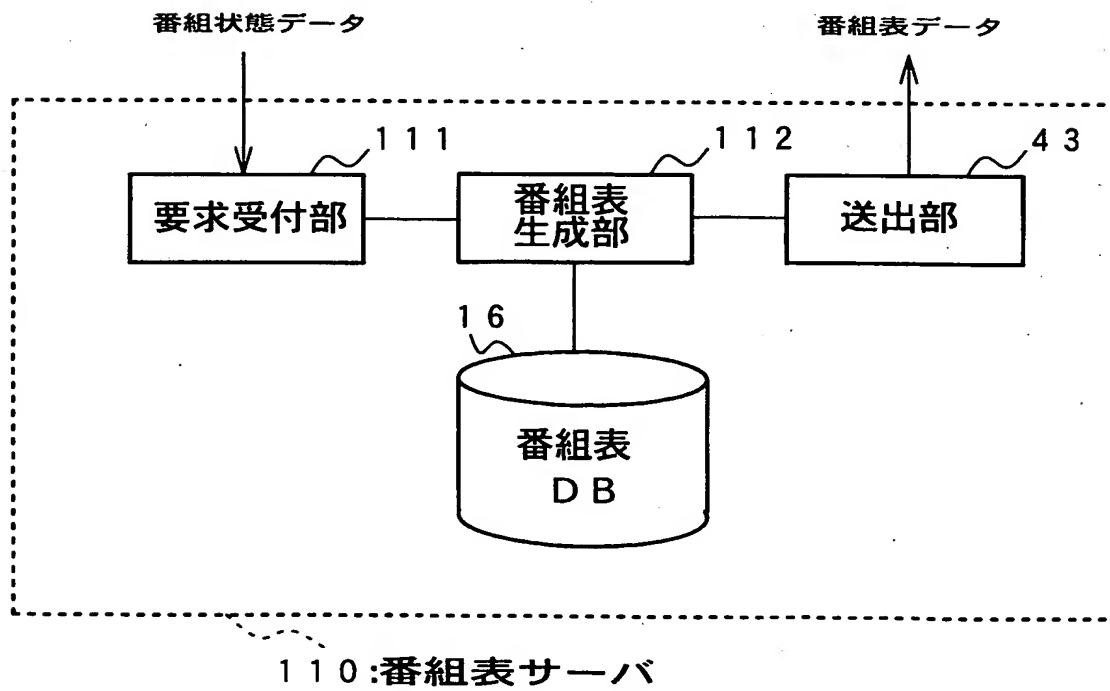 番組状態データ
番組表データ
111
112
43
要求受付部
番組表
生成部
送出部
16
番組表
DB
110:番組表サーバ